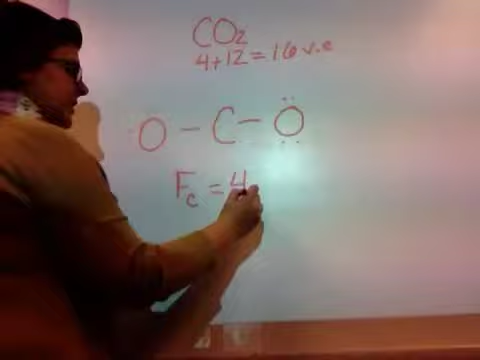 CO₂
4+12=16 v.e
O – C – O
Fc = 4